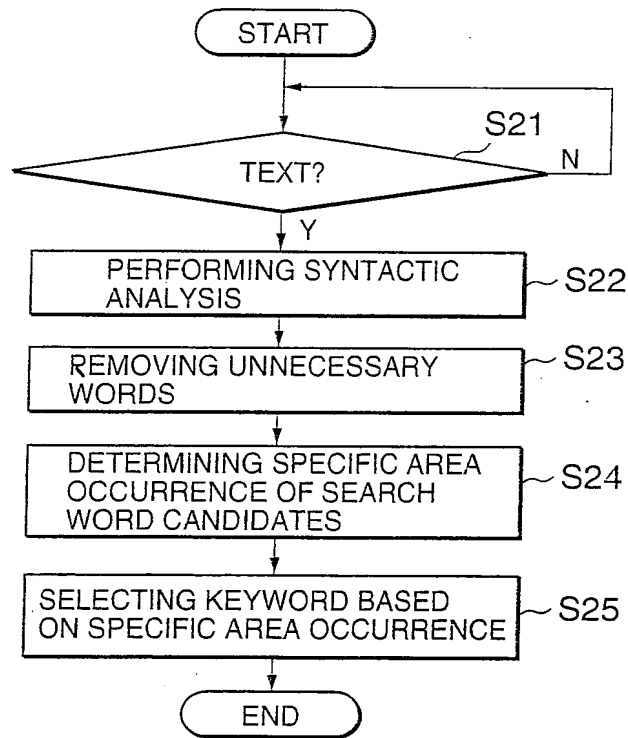 START
S21
TEXT?
N
Y
PERFORMING SYNTACTIC
ANALYSIS
S22
REMOVING UNNECESSARY
WORDS
S23
DETERMINING SPECIFIC AREA
OCCURRENCE OF SEARCH
WORD CANDIDATES
S24
SELECTING KEYWORD BASED
ON SPECIFIC AREA OCCURRENCE
S25
END